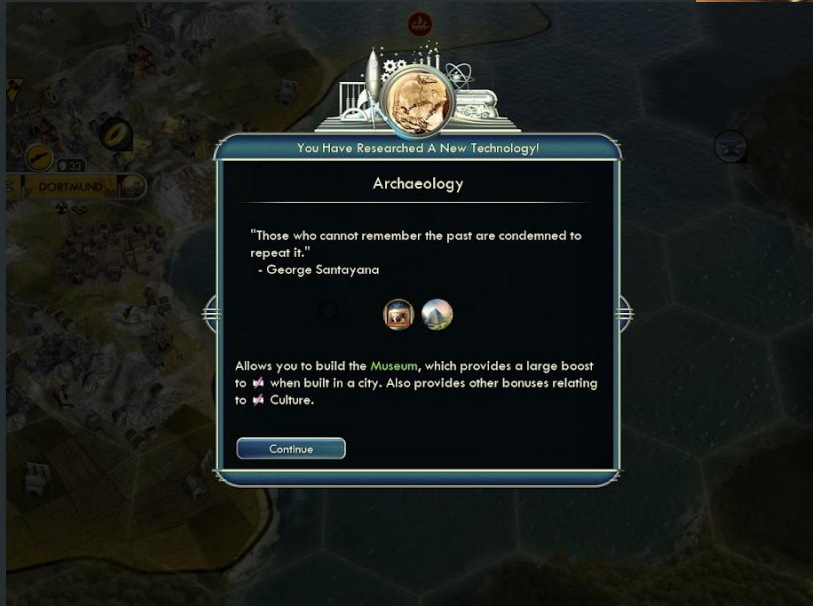 You Have Researched A New Technology!
Archaeology
"Those who cannot remember the past are condemned to
repeat it."
- George Santayana
33
2 DORTMUND
Allows you to build the Museum, which provides a large boost
to when built in a city. Also provides other bonuses relating
to Culture.
Continue